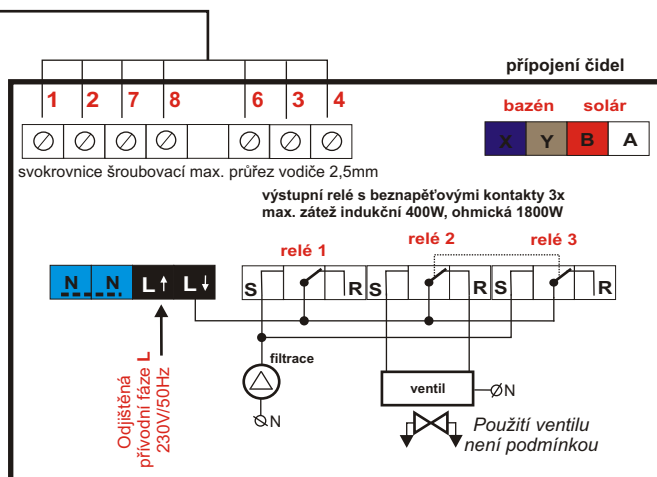 přípojení čidel
1 2 7 8 6 3 4
bazén solár
X Y B A
svokrovnice šroubovací max. průřez vodiče 2,5mm
výstupní relé s beznapěťovými kontakty 3x
max. zátež indukční 400W, ohmická 1800W
relé 1 relé 2 relé 3
N N L↑ L↓
S R S R S R
filtrace
ØN
ventil
ØN
Odjištěná
přívodní fáze L
230V/50Hz
Použití ventilu
není podmínkou